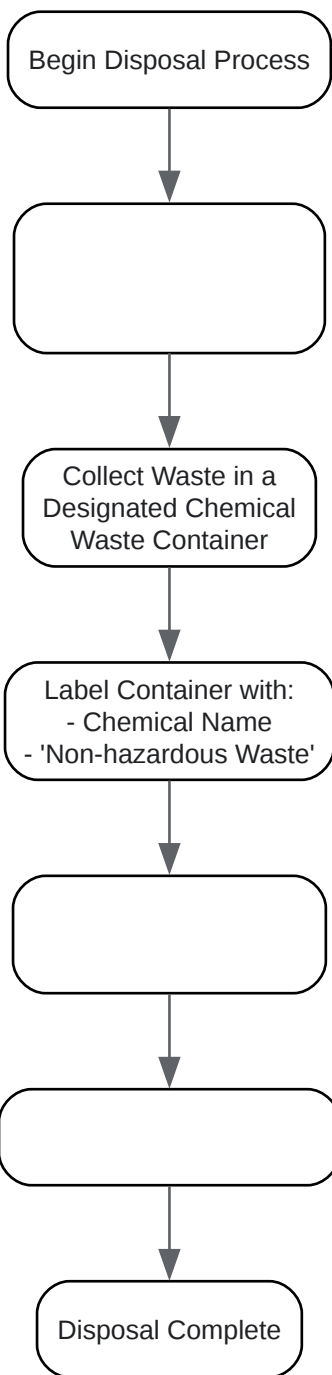 Begin Disposal Process
Collect Waste in a
Designated Chemical
Waste Container
Label Container with:
- Chemical Name
- 'Non-hazardous Waste'
Disposal Complete